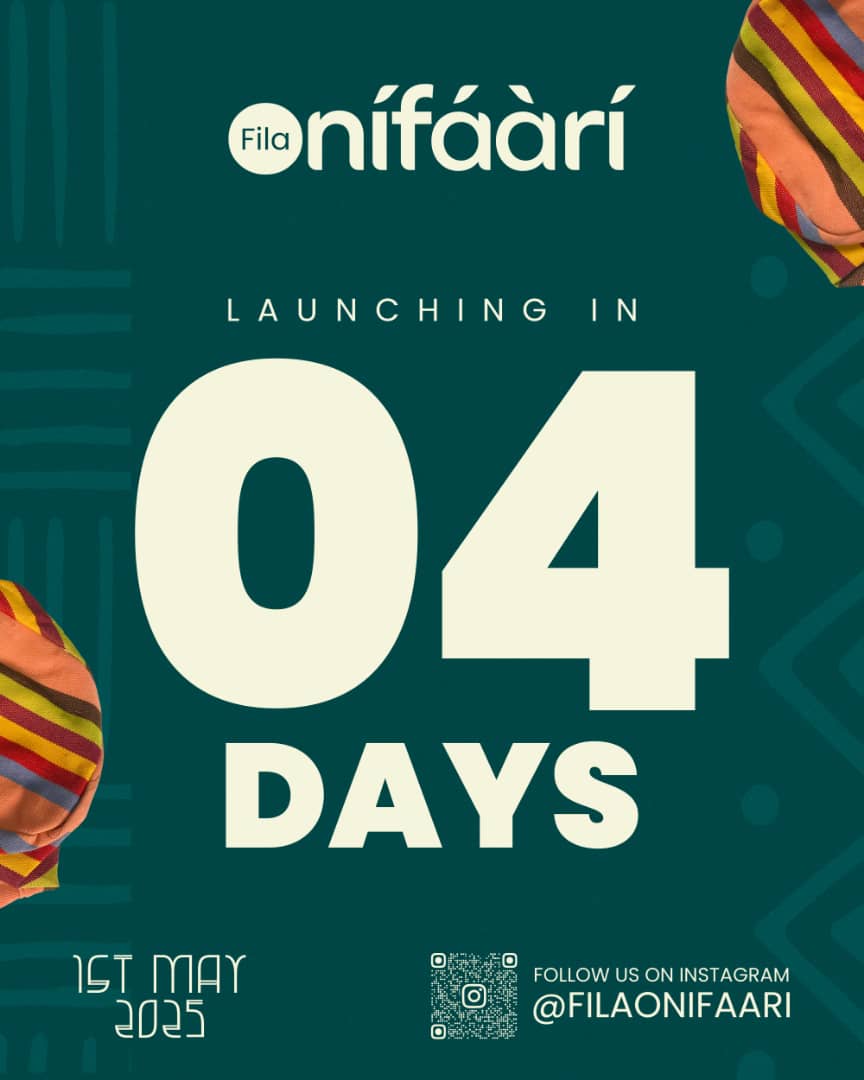 Fila
Onífáàrí
LAUNCHING IN
04
DAYS
1ST MAY
2025
FOLLOW US ON INSTAGRAM
@FILAONIFAARI